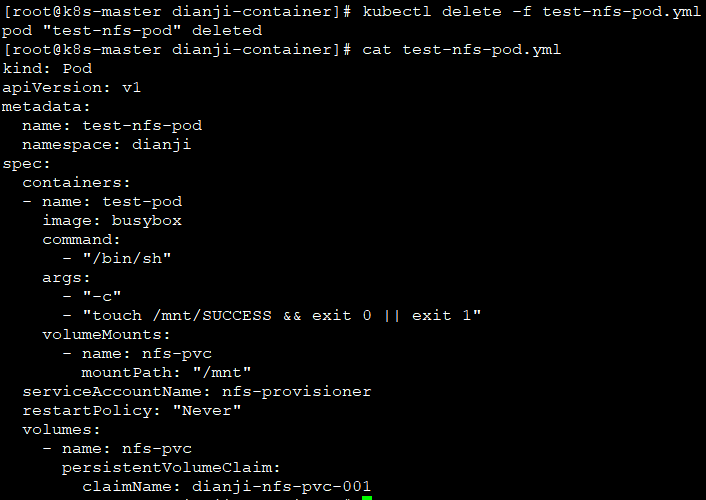 [root@k8s-master dianji-container]# kubectl delete -f test-nfs-pod.yml
pod "test-nfs-pod" deleted
[root@k8s-master dianji-container]# cat test-nfs-pod.yml
kind: Pod
apiVersion: v1
metadata:
  name: test-nfs-pod
  namespace: dianji
spec:
  containers:
  - name: test-pod
    image: busybox
    command:
      - "/bin/sh"
    args:
      - "-c"
      - "touch /mnt/SUCCESS && exit 0 || exit 1"
    volumeMounts:
      - name: nfs-pvc
        mountPath: "/mnt"
  serviceAccountName: nfs-provisioner
  restartPolicy: "Never"
  volumes:
    - name: nfs-pvc
      persistentVolumeClaim:
        claimName: dianji-nfs-pvc-001